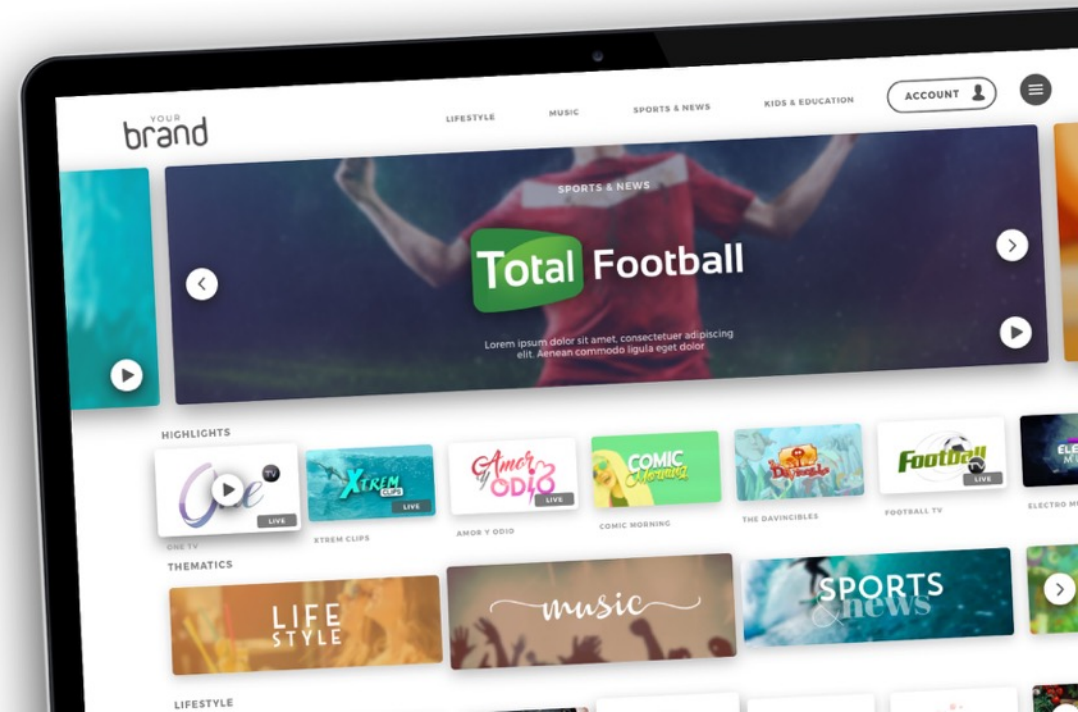 YOUR
brand
LIFESTYLE
MUSIC
SPORTS & NEWS
KIDS & EDUCATION
ACCOUNT
SPORTS & NEWS
Total Football
Lorem ipsum dolor sit amet, consectetuer adipiscing
elit. Aenean commodo ligula eget dolor
HIGHLIGHTS
One
TV
LIVE
XTREM
CLIPS
LIVE
Amor
y ODIO
LIVE
COMIC
Morning
Football
TV
LIVE
ONE TV
XTREM CLIPS
AMOR Y ODIO
COMIC MORNING
THE DAVINCIBLES
FOOTBALL TV
THEMATICS
LIFE
STYLE
music
SPORTS
& news
LIFESTYLE